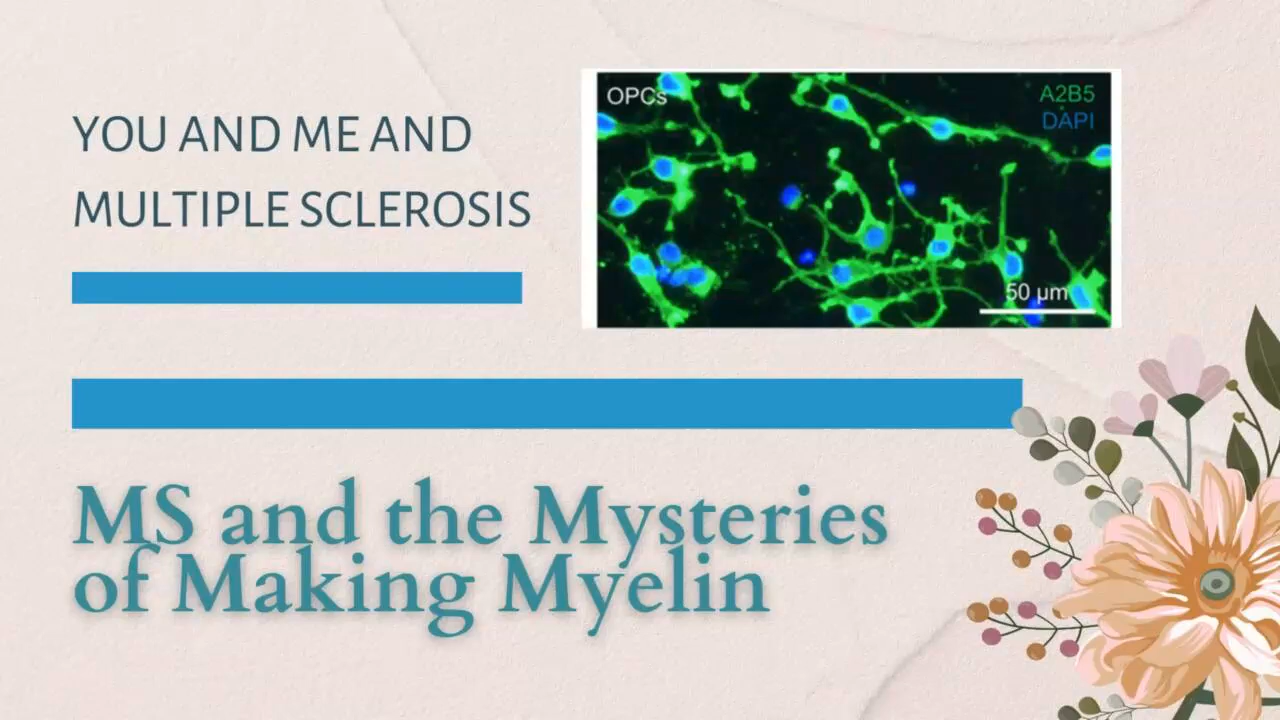 YOU AND ME AND
MULTIPLE SCLEROSIS
OPCs
A2B5
DAPI
50 µm
MS and the Mysteries
of Making Myelin